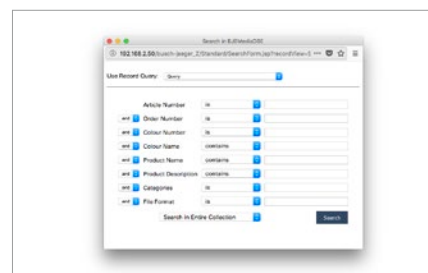 Search in BJEMediaORE
192.168.2.50/busch-jaeger_2/Standard/SearchForm.jsp?recordView=S
Use Recent Query: Query
Article Number is
and Order Number is
and Colour Number is
and Colour Name contains
and Product Name contains
and Product Description contains
and Categories is
and File Format is
Search in Entire Collection Search